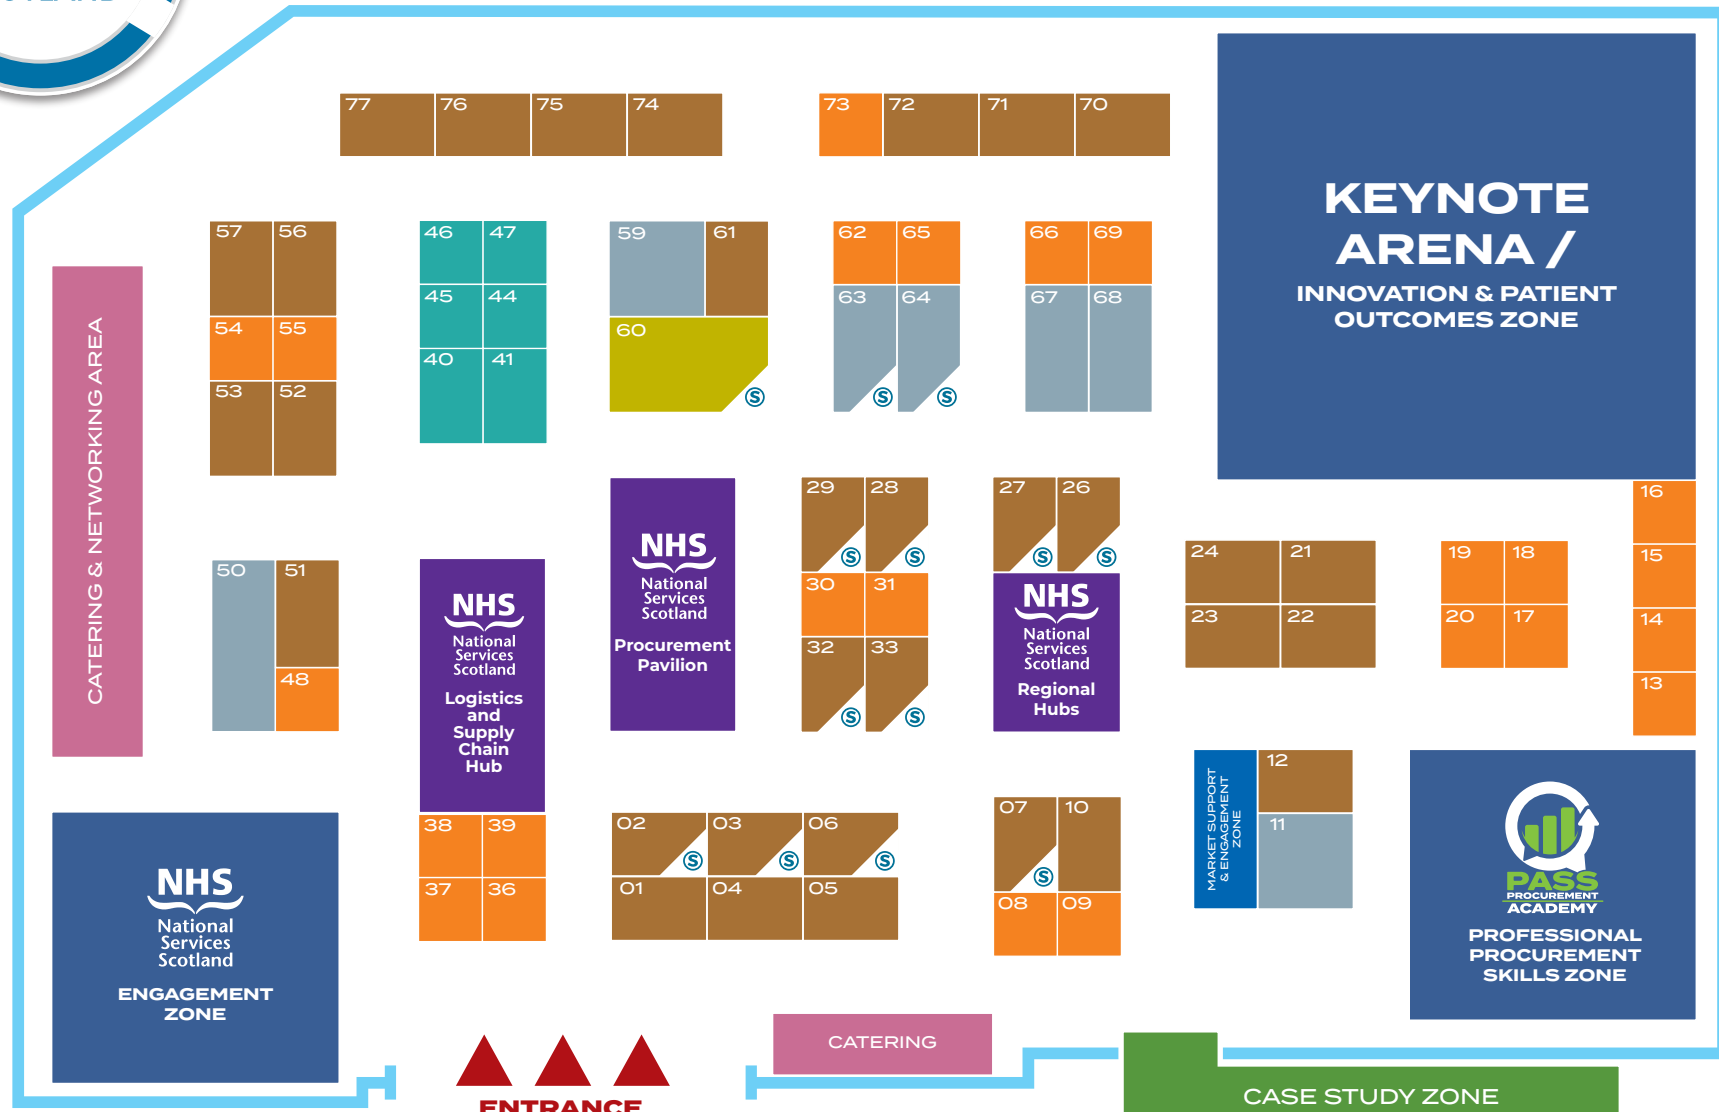 77 76 75 74
73 72 71 70
KEYNOTE
ARENA /
INNOVATION & PATIENT
OUTCOMES ZONE
57 56
54 55
53 52
46 47
45 44
40 41
59 61
60
S
62 65
63 64
S S
66 69
67 68
CATERING & NETWORKING AREA
50 51
48
NHS
National
Services
Scotland
Logistics
and
Supply
Chain
Hub
NHS
National
Services
Scotland
Procurement
Pavilion
29 28
S S
30 31
32 33
S S
27 26
S S
NHS
National
Services
Scotland
Regional
Hubs
24 21
23 22
19 18
20 17
16
15
14
13
NHS
National
Services
Scotland
ENGAGEMENT
ZONE
38 39
37 36
02 03 06
S S S
01 04 05
07 10
S
08 09
MARKET SUPPORT
& ENGAGEMENT
ZONE
12
11
PASS
PROCUREMENT
ACADEMY
PROFESSIONAL
PROCUREMENT
SKILLS ZONE
ENTRANCE
CATERING
CASE STUDY ZONE